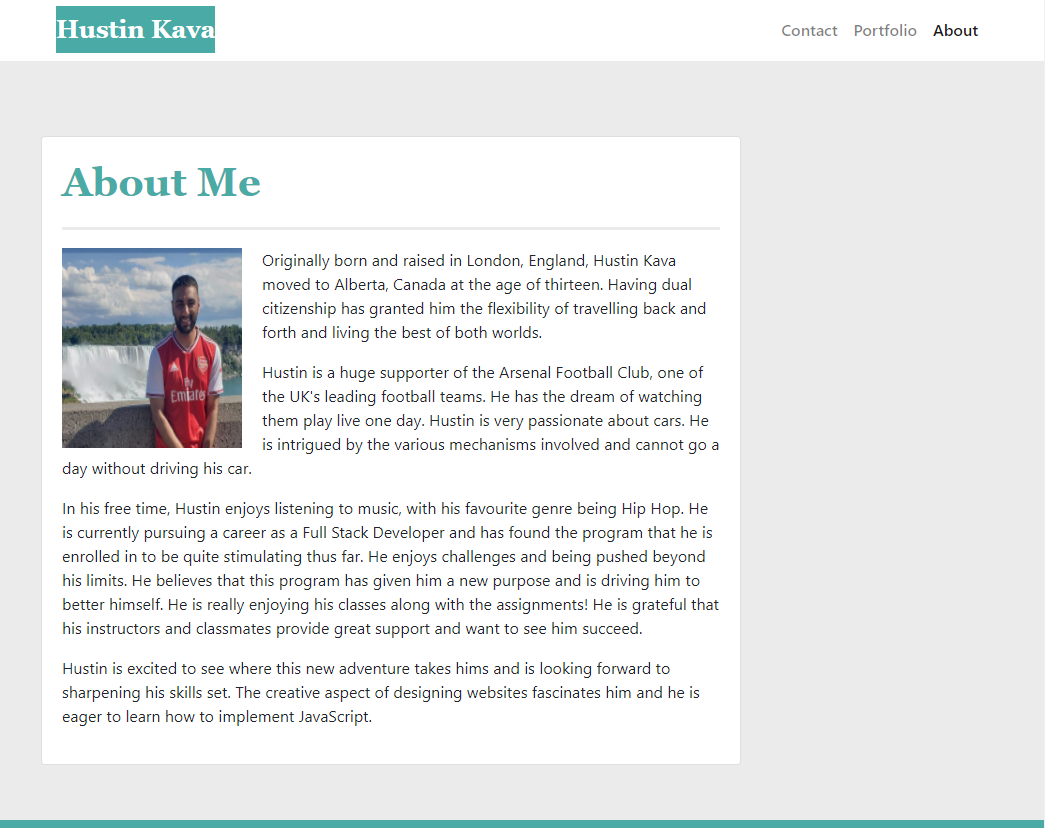 Hustin Kava
Contact Portfolio About
About Me
Originally born and raised in London, England, Hustin Kava
moved to Alberta, Canada at the age of thirteen. Having dual
citizenship has granted him the flexibility of travelling back and
forth and living the best of both worlds.
Hustin is a huge supporter of the Arsenal Football Club, one of
the UK's leading football teams. He has the dream of watching
them play live one day. Hustin is very passionate about cars. He
is intrigued by the various mechanisms involved and cannot go a
day without driving his car.
In his free time, Hustin enjoys listening to music, with his favourite genre being Hip Hop. He
is currently pursuing a career as a Full Stack Developer and has found the program that he is
enrolled in to be quite stimulating thus far. He enjoys challenges and being pushed beyond
his limits. He believes that this program has given him a new purpose and is driving him to
better himself. He is really enjoying his classes along with the assignments! He is grateful that
his instructors and classmates provide great support and want to see him succeed.
Hustin is excited to see where this new adventure takes hims and is looking forward to
sharpening his skills set. The creative aspect of designing websites fascinates him and he is
eager to learn how to implement JavaScript.